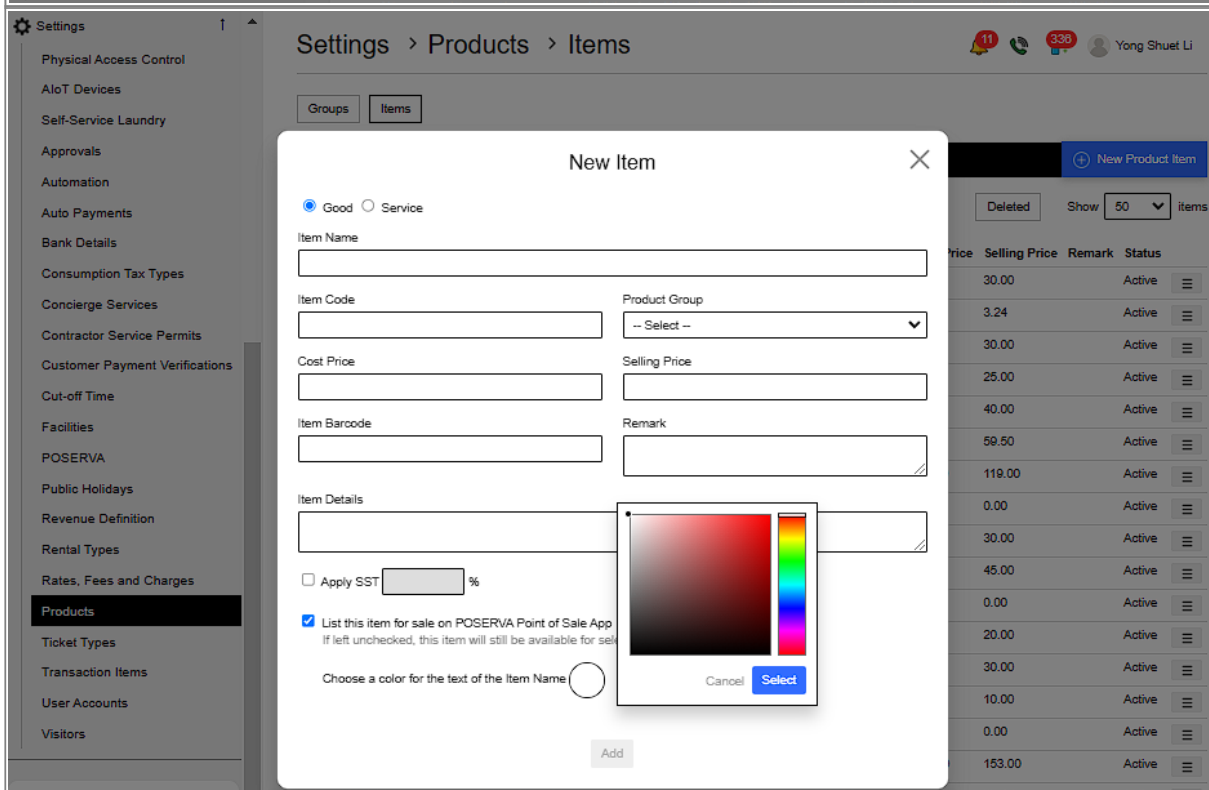 Settings ↑
Physical Access Control
AIoT Devices
Self-Service Laundry
Approvals
Automation
Auto Payments
Bank Details
Consumption Tax Types
Concierge Services
Contractor Service Permits
Customer Payment Verifications
Cut-off Time
Facilities
POSERVA
Public Holidays
Revenue Definition
Rental Types
Rates, Fees and Charges
Products
Ticket Types
Transaction Items
User Accounts
Visitors
Settings > Products > Items
11 336 Yong Shuet Li
Groups Items
New Product Item
Deleted Show 50 items
Selling Price Remark Status
30.00 Active
3.24 Active
30.00 Active
25.00 Active
40.00 Active
59.50 Active
119.00 Active
0.00 Active
30.00 Active
45.00 Active
0.00 Active
20.00 Active
30.00 Active
10.00 Active
0.00 Active
153.00 Active
New Item
Good Service
Item Name
Item Code Product Group
-- Select --
Cost Price Selling Price
Item Barcode Remark
Item Details
Apply SST %
List this item for sale on POSERVA Point of Sale App
If left unchecked, this item will still be available for
Choose a color for the text of the Item Name
Cancel Select
Add